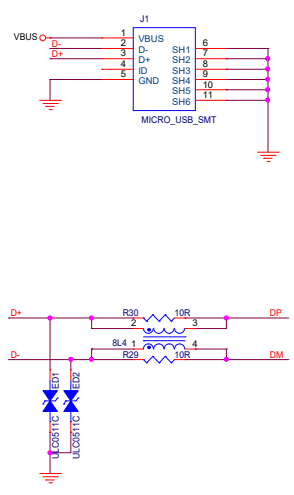 J1
VBUS
1
VBUS
D-
2
D-
SH1
6
D+
3
D+
SH2
7
4
ID
SH3
8
5
GND
SH4
9
SH5
10
SH6
11
MICRO_USB_SMT
D+
R30
10R
DP
2
3
8L4
1
4
D-
R29
10R
DM
ED1
ED2
ULC0511C
ULC0511C